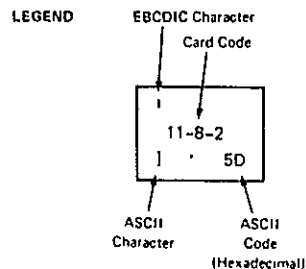 LEGEND EBCDIC Character
Card Code
|
11-8-2
] 5D
ASCII ASCII
Character Code
(Hexadecimal)